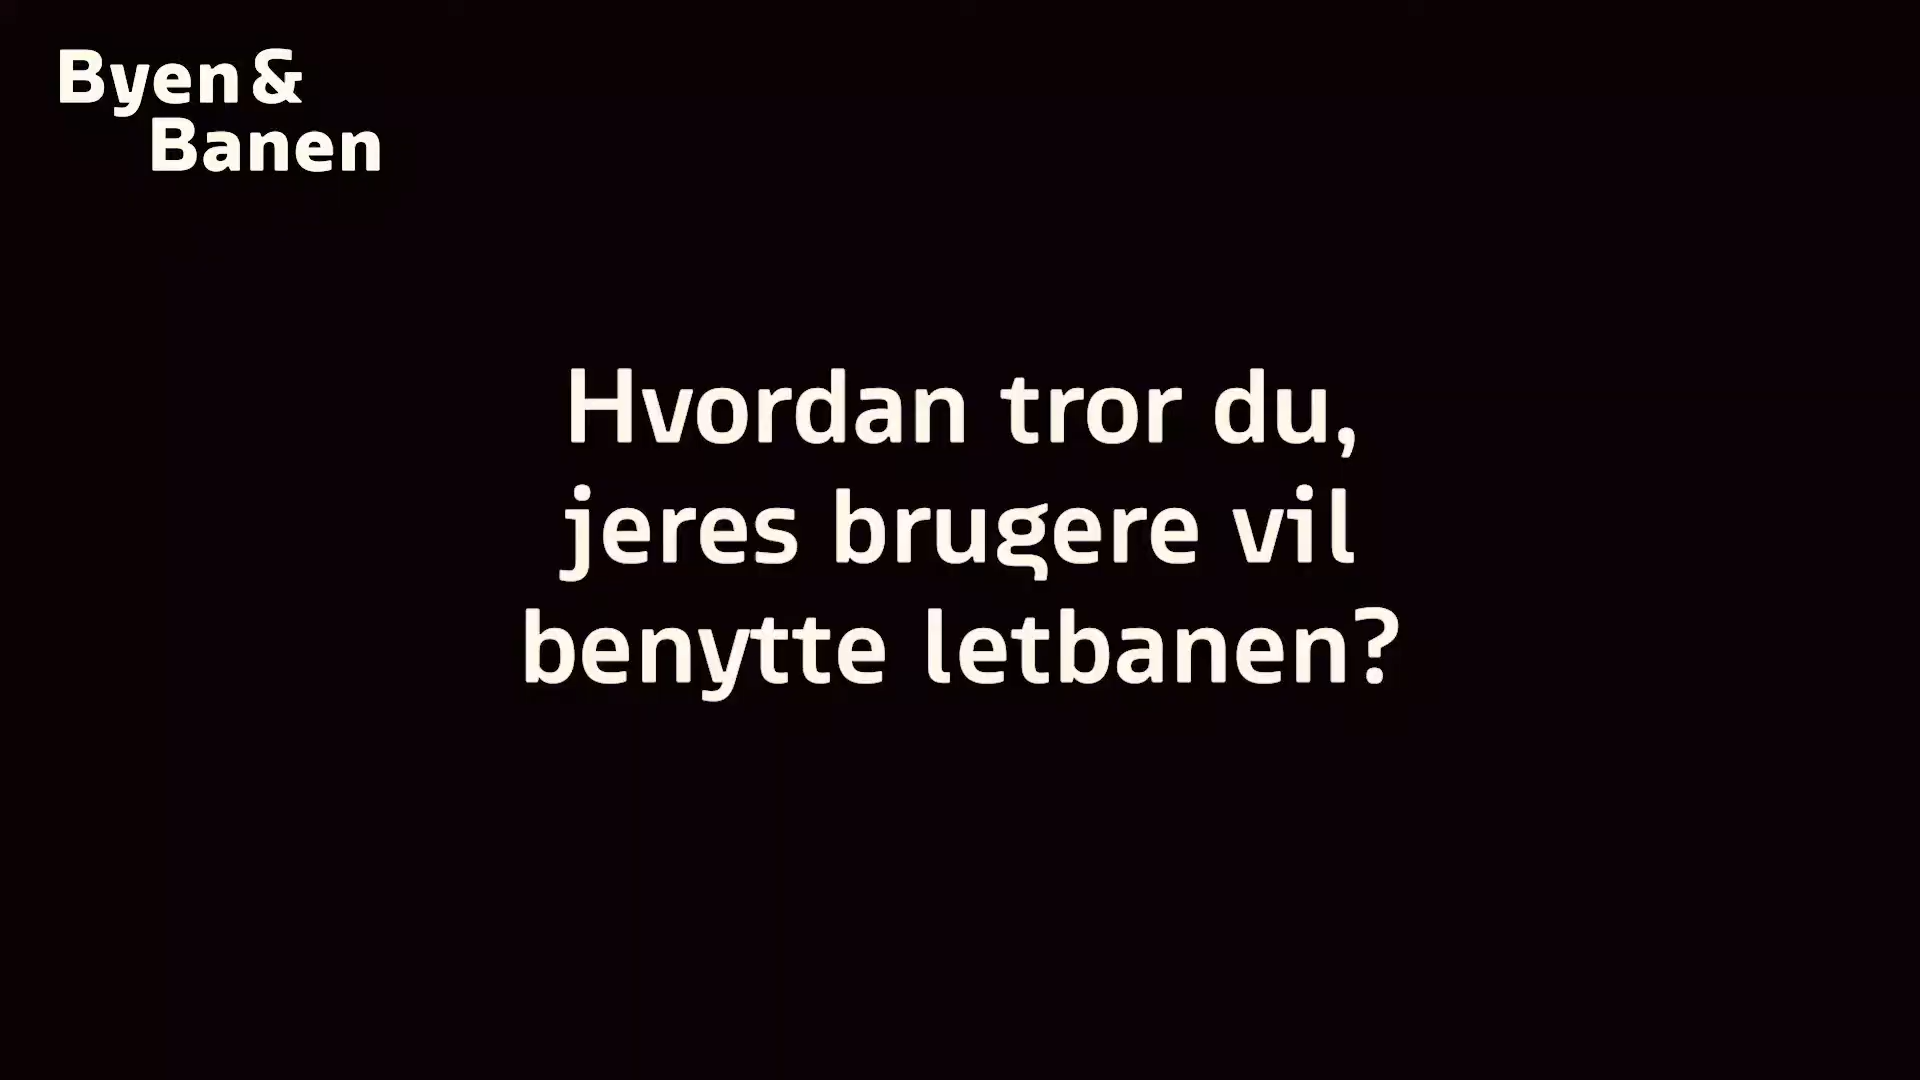 Byen &
Banen
Hvordan tror du,
jeres brugere vil
benytte letbanen?